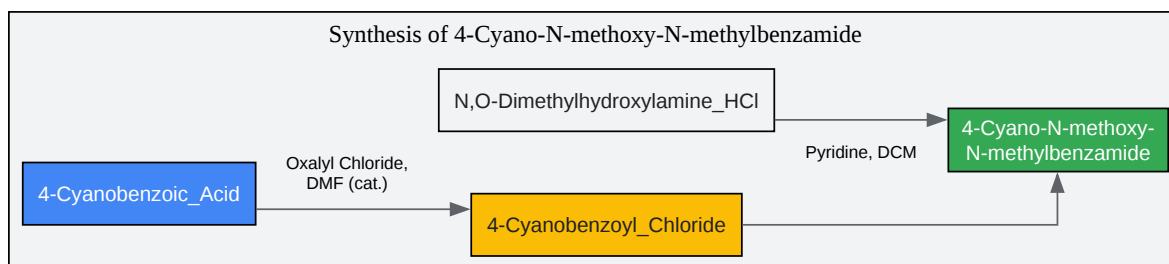 Synthesis of 4-Cyano-N-methoxy-N-methylbenzamide
N,O-Dimethylhydroxylamine_HCl
4-Cyano-N-methoxy-
N-methylbenzamide
Pyridine, DCM
Oxalyl Chloride,
DMF (cat.)
4-Cyanobenzoic_Acid
4-Cyanobenzoyl_Chloride